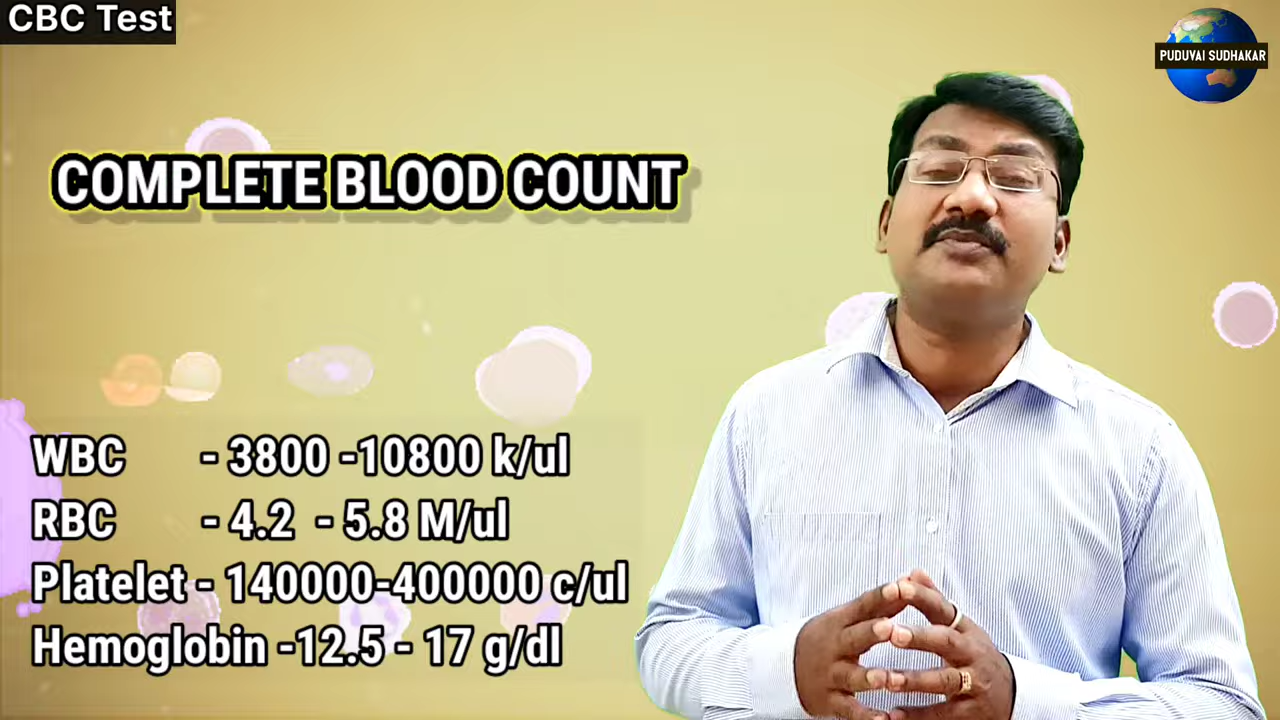 CBC Test
PUDUVAI SUDHAKAR
COMPLETE BLOOD COUNT
WBC - 3800 -10800 k/ul
RBC - 4.2 - 5.8 M/ul
Platelet - 140000-400000 c/ul
Hemoglobin -12.5 - 17 g/dl